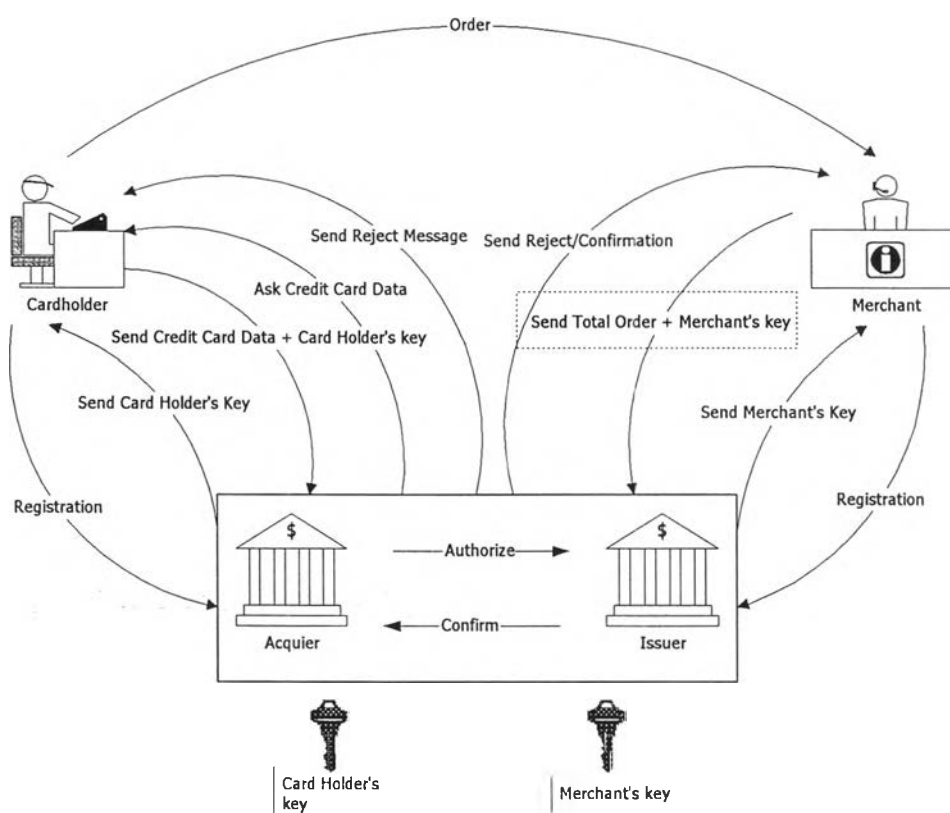 Order
Send Reject Message
Send Reject/Confirmation
Ask Credit Card Data
Cardholder
Merchant
Send Total Order + Merchant's key
Send Credit Card Data + Card Holder's key
Send Card Holder's Key
Send Merchant's Key
Registration
Registration
$
$
Authorize
Confirm
Acquier
Issuer
Card Holder's
key
Merchant's key